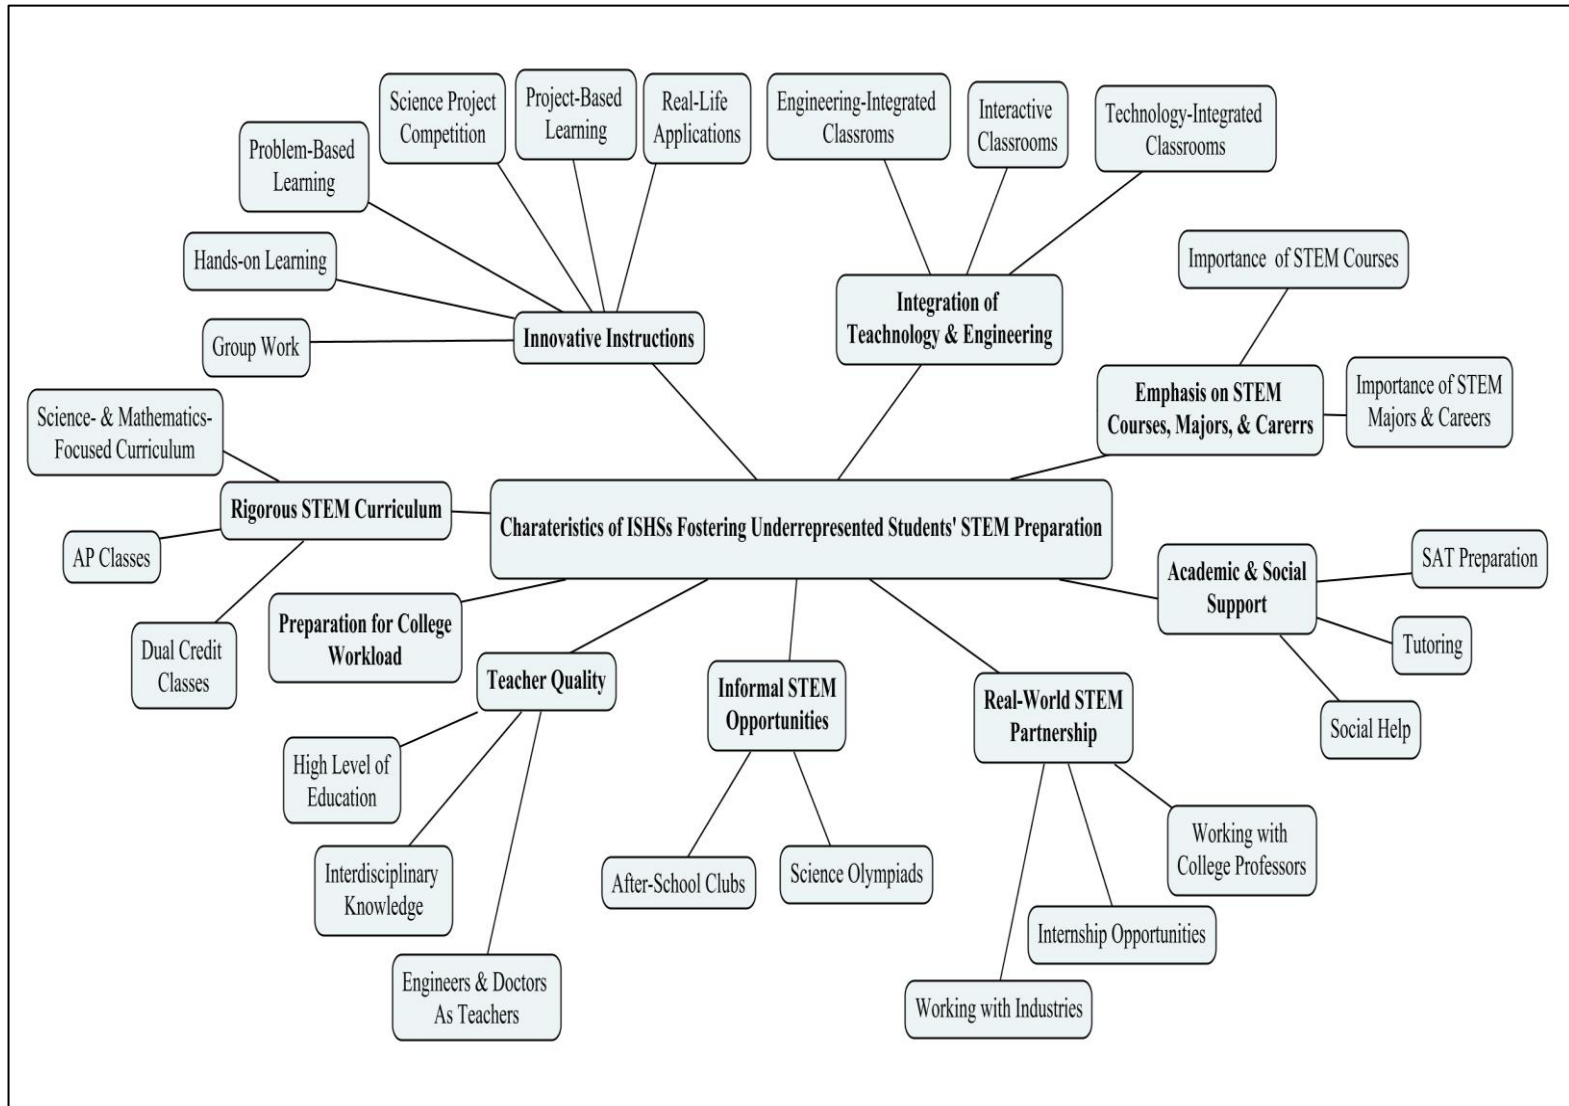 Science Project
Competition
Project-Based
Learning
Real-Life
Applications
Engineering-Integrated
Classroms
Interactive
Classrooms
Technology-Integrated
Classrooms
Problem-Based
Learning
Hands-on Learning
Group Work
Innovative Instructions
Integration of
Teachnology & Engineering
Importance of STEM Courses
Emphasis on STEM
Courses, Majors, & Carerrs
Importance of STEM
Majors & Careers
Science- & Mathematics-
Focused Curriculum
Rigorous STEM Curriculum
AP Classes
Dual Credit
Classes
Charateristics of ISHSs Fostering Underrepresented Students' STEM Preparation
Academic & Social
Support
SAT Preparation
Tutoring
Social Help
Preparation for College
Workload
Teacher Quality
High Level of
Education
Interdisciplinary
Knowledge
Engineers & Doctors
As Teachers
Informal STEM
Opportunities
After-School Clubs
Science Olympiads
Real-World STEM
Partnership
Working with
College Professors
Internship Opportunities
Working with Industries